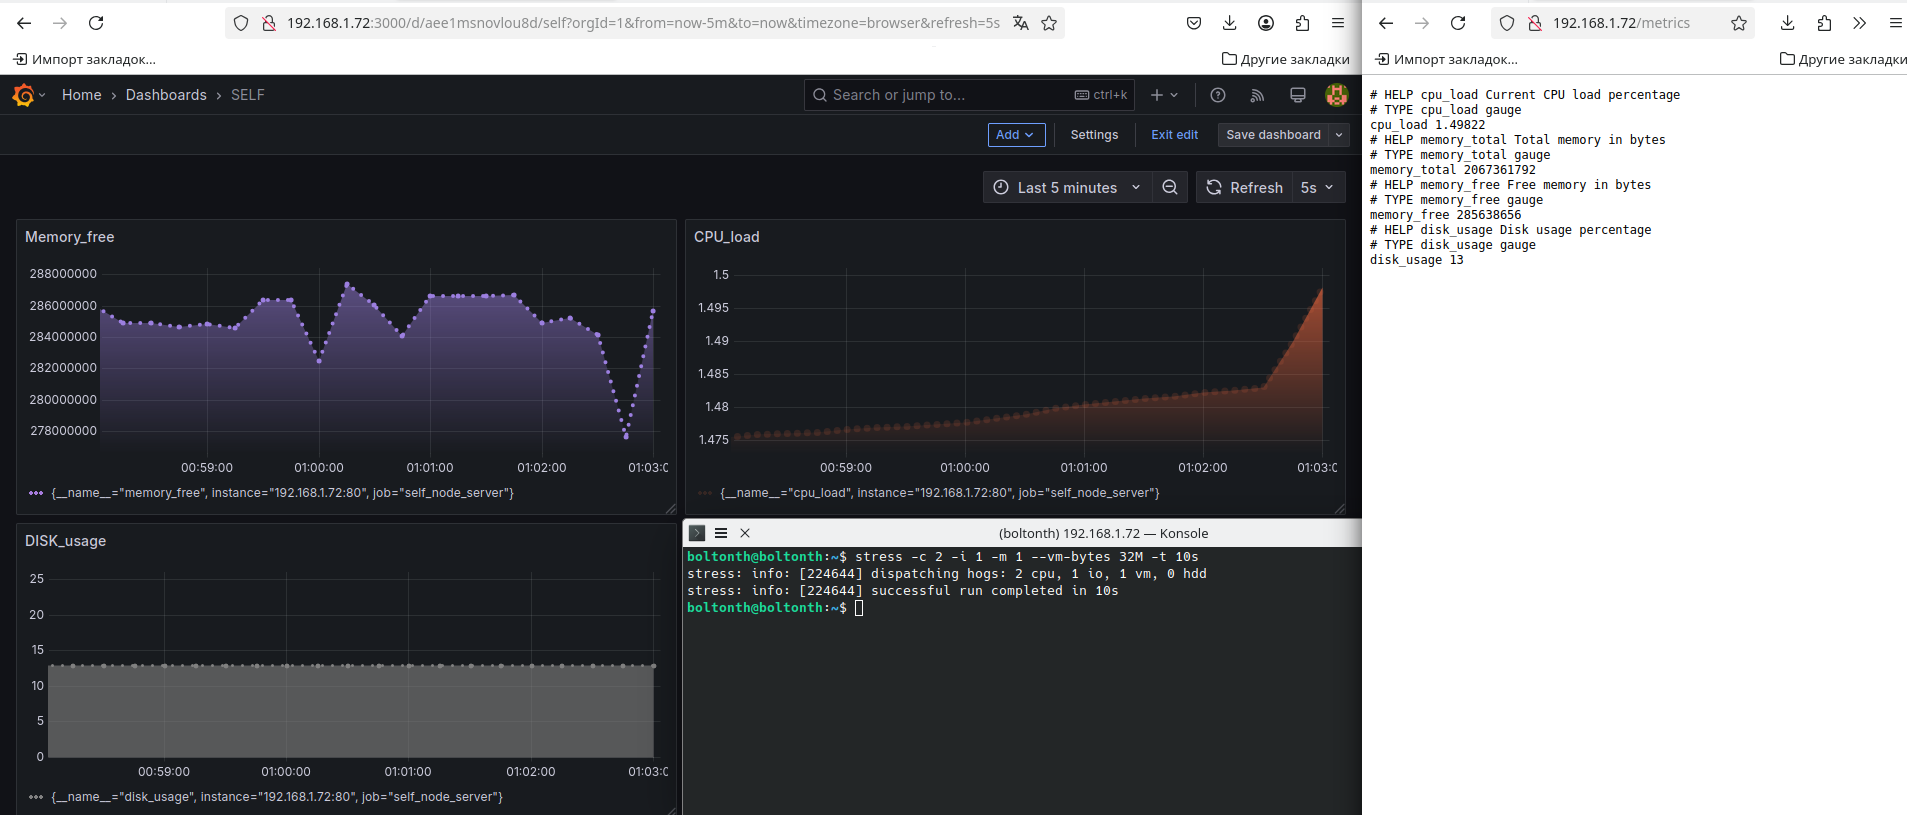 192.168.1.72:3000/d/aee1msnovlou8d/self?orgId=1&from=now-5m&to=now&timezone=browser&refresh=5s
Импорт закладок...
Другие закладки
Home > Dashboards > SELF
Search or jump to...
ctrl+k
Add
Settings
Exit edit
Save dashboard
Last 5 minutes
Refresh
5s
Memory_free
288000000
286000000
284000000
282000000
280000000
278000000
00:59:00 01:00:00 01:01:00 01:02:00 01:03:0
{__name__="memory_free", instance="192.168.1.72:80", job="self_node_server"}
CPU_load
1.5
1.495
1.49
1.485
1.48
1.475
00:59:00 01:00:00 01:01:00 01:02:00 01:03:0
{__name__="cpu_load", instance="192.168.1.72:80", job="self_node_server"}
DISK_usage
25
20
15
10
5
0
00:59:00 01:00:00 01:01:00 01:02:00 01:03:0
{__name__="disk_usage", instance="192.168.1.72:80", job="self_node_server"}
(boltonth) 192.168.1.72 — Konsole
boltonth@boltonth:~$ stress -c 2 -i 1 -m 1 --vm-bytes 32M -t 10s
stress: info: [224644] dispatching hogs: 2 cpu, 1 io, 1 vm, 0 hdd
stress: info: [224644] successful run completed in 10s
boltonth@boltonth:~$
192.168.1.72/metrics
Импорт закладок...
Другие закладки
# HELP cpu_load Current CPU load percentage
# TYPE cpu_load gauge
cpu_load 1.49822
# HELP memory_total Total memory in bytes
# TYPE memory_total gauge
memory_total 2067361792
# HELP memory_free Free memory in bytes
# TYPE memory_free gauge
memory_free 285638656
# HELP disk_usage Disk usage percentage
# TYPE disk_usage gauge
disk_usage 13